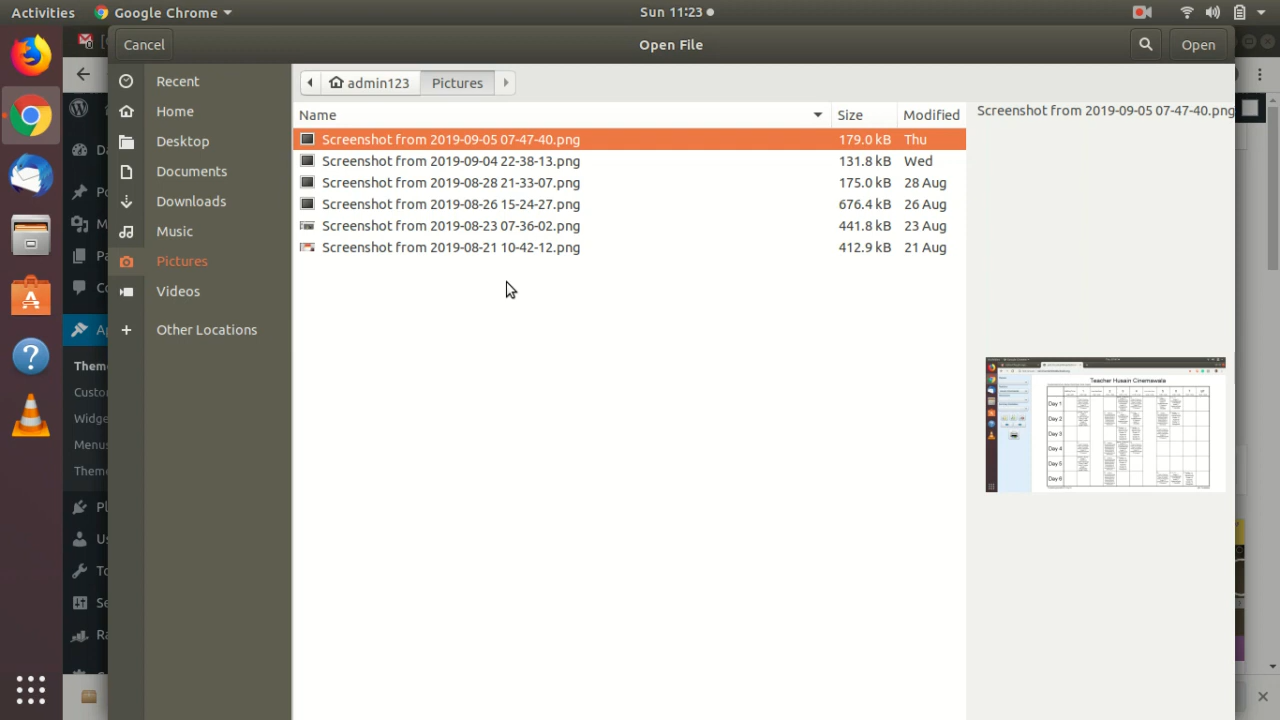 Activities Google Chrome Sun 11:23
Cancel Open File Open
Recent
Home
Desktop
Documents
Downloads
Music
Pictures
Videos
Other Locations
admin123 Pictures
Name Size Modified
Screenshot from 2019-09-05 07-47-40.png 179.0 kB Thu
Screenshot from 2019-09-04 22-38-13.png 131.8 kB Wed
Screenshot from 2019-08-28 21-33-07.png 175.0 kB 28 Aug
Screenshot from 2019-08-26 15-24-27.png 676.4 kB 26 Aug
Screenshot from 2019-08-23 07-36-02.png 441.8 kB 23 Aug
Screenshot from 2019-08-21 10-42-12.png 412.9 kB 21 Aug
Screenshot from 2019-09-05 07-47-40.png
Teacher Husain Cinemawala
Day 1
Day 2
Day 3
Day 4
Day 5
Day 6
Theme
Custo
Widge
Menus
Theme